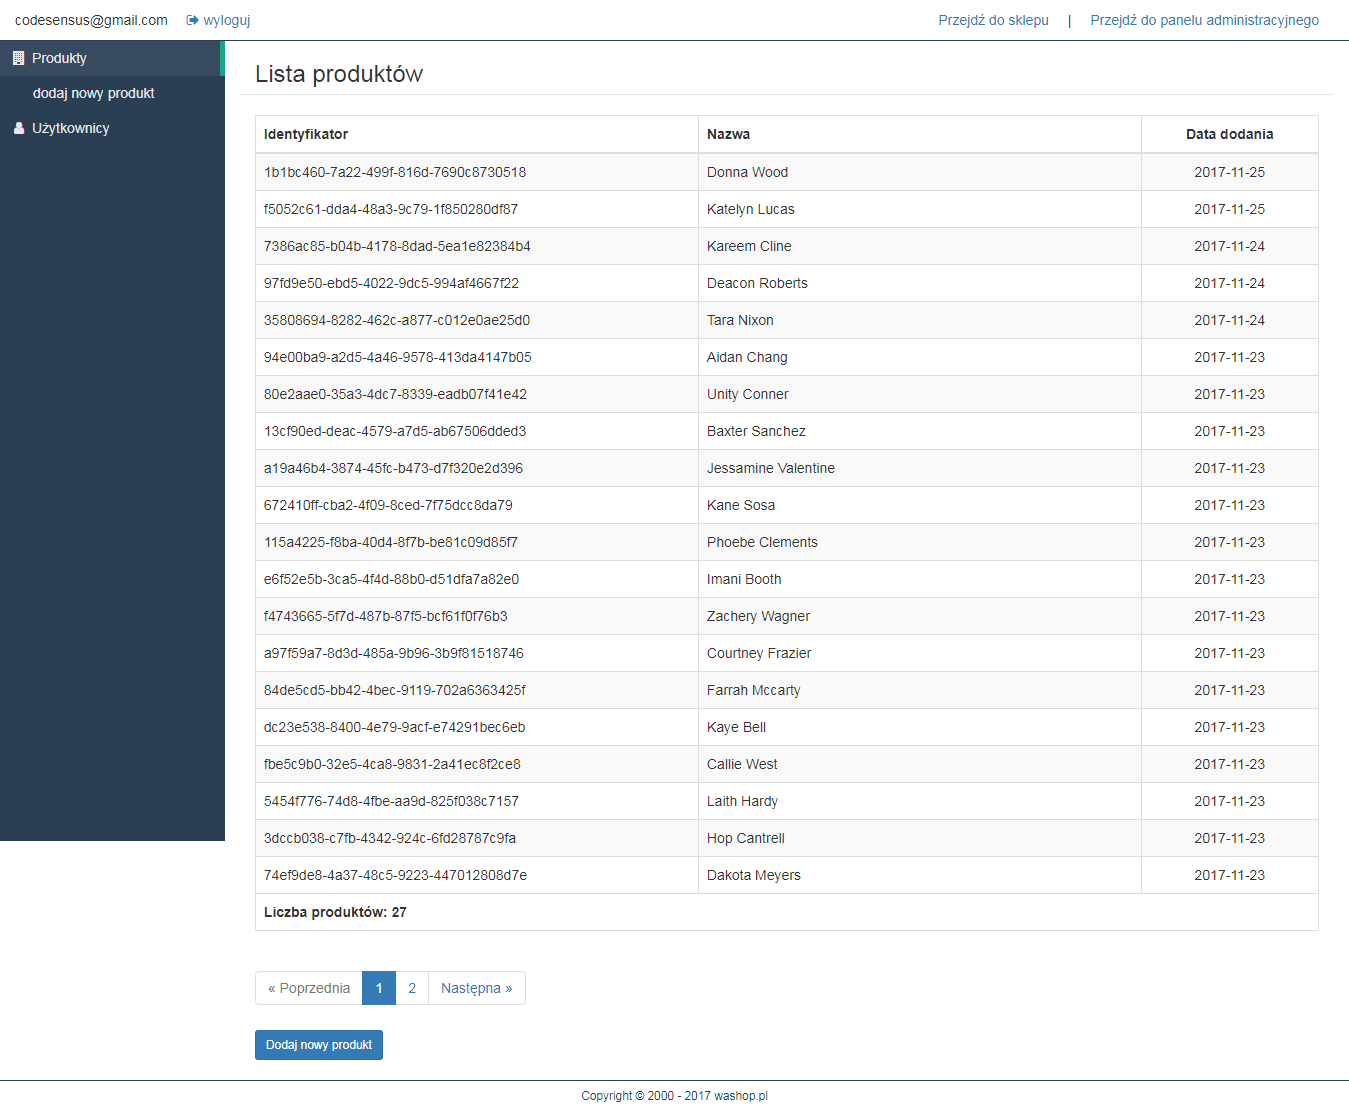 codesensus@gmail.com wyloguj Przejdź do sklepu | Przejdź do panelu administracyjnego
Produkty
dodaj nowy produkt
Użytkownicy
Lista produktów
Identyfikator Nazwa Data dodania
1b1bc460-7a22-499f-816d-7690c8730518 Donna Wood 2017-11-25
f5052c61-dda4-48a3-9c79-1f850280df87 Katelyn Lucas 2017-11-25
7386ac85-b04b-4178-8dad-5ea1e82384b4 Kareem Cline 2017-11-24
97fd9e50-ebd5-4022-9dc5-994af4667f22 Deacon Roberts 2017-11-24
35808694-8282-462c-a877-c012e0ae25d0 Tara Nixon 2017-11-24
94e00ba9-a2d5-4a46-9578-413da4147b05 Aidan Chang 2017-11-23
80e2aae0-35a3-4dc7-8339-eadb07f41e42 Unity Conner 2017-11-23
13cf90ed-deac-4579-a7d5-ab67506dded3 Baxter Sanchez 2017-11-23
a19a46b4-3874-45fc-b473-d7f320e2d396 Jessamine Valentine 2017-11-23
672410ff-cba2-4f09-8ced-7f75dcc8da79 Kane Sosa 2017-11-23
115a4225-f8ba-40d4-8f7b-be81c09d85f7 Phoebe Clements 2017-11-23
e6f52e5b-3ca5-4f4d-88b0-d51dfa7a82e0 Imani Booth 2017-11-23
f4743665-5f7d-487b-87f5-bcf61f0f76b3 Zachery Wagner 2017-11-23
a97f59a7-8d3d-485a-9b96-3b9f81518746 Courtney Frazier 2017-11-23
84de5cd5-bb42-4bec-9119-702a6363425f Farrah Mccarty 2017-11-23
dc23e538-8400-4e79-9acf-e74291bec6eb Kaye Bell 2017-11-23
fbe5c9b0-32e5-4ca8-9831-2a41ec8f2ce8 Callie West 2017-11-23
5454f776-74d8-4fbe-aa9d-825f038c7157 Laith Hardy 2017-11-23
3dccb038-c7fb-4342-924c-6fd28787c9fa Hop Cantrell 2017-11-23
74ef9de8-4a37-48c5-9223-447012808d7e Dakota Meyers 2017-11-23
Liczba produktów: 27
« Poprzednia 1 2 Następna »
Dodaj nowy produkt
Copyright © 2000 - 2017 washop.pl